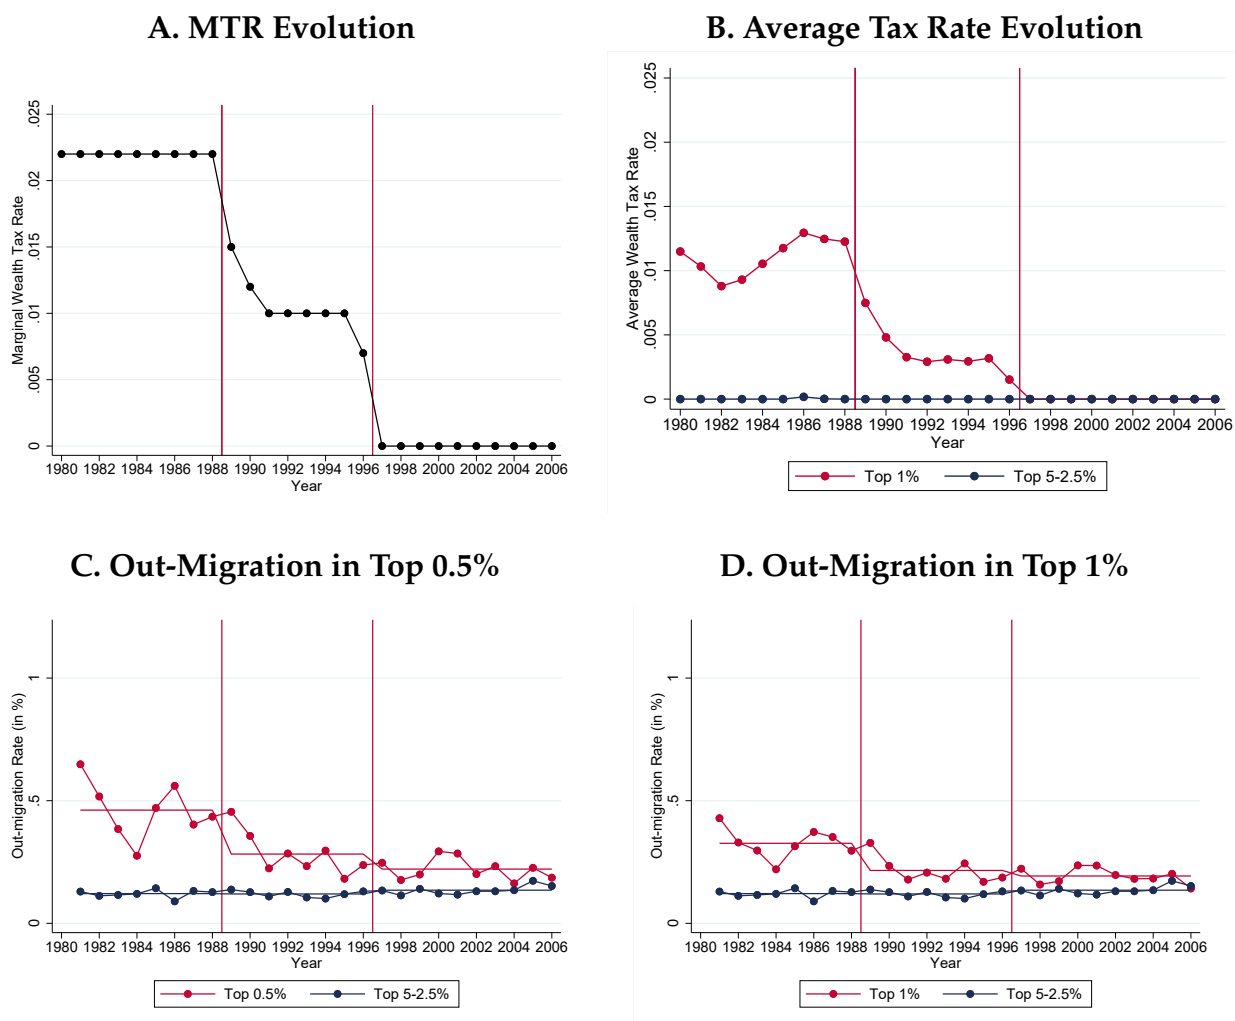 A. MTR Evolution
B. Average Tax Rate Evolution
Marginal Wealth Tax Rate
.025
.02
.015
.01
.005
0
1980 1982 1984 1986 1988 1990 1992 1994 1996 1998 2000 2002 2004 2006
Year
Average Wealth Tax Rate
.025
.02
.015
.01
.005
0
1980 1982 1984 1986 1988 1990 1992 1994 1996 1998 2000 2002 2004 2006
Year
Top 1% Top 5-2.5%
C. Out-Migration in Top 0.5%
D. Out-Migration in Top 1%
Out-migration Rate (in %)
1
.5
0
1980 1982 1984 1986 1988 1990 1992 1994 1996 1998 2000 2002 2004 2006
Year
Top 0.5% Top 5-2.5%
Out-migration Rate (in %)
1
.5
0
1980 1982 1984 1986 1988 1990 1992 1994 1996 1998 2000 2002 2004 2006
Year
Top 1% Top 5-2.5%